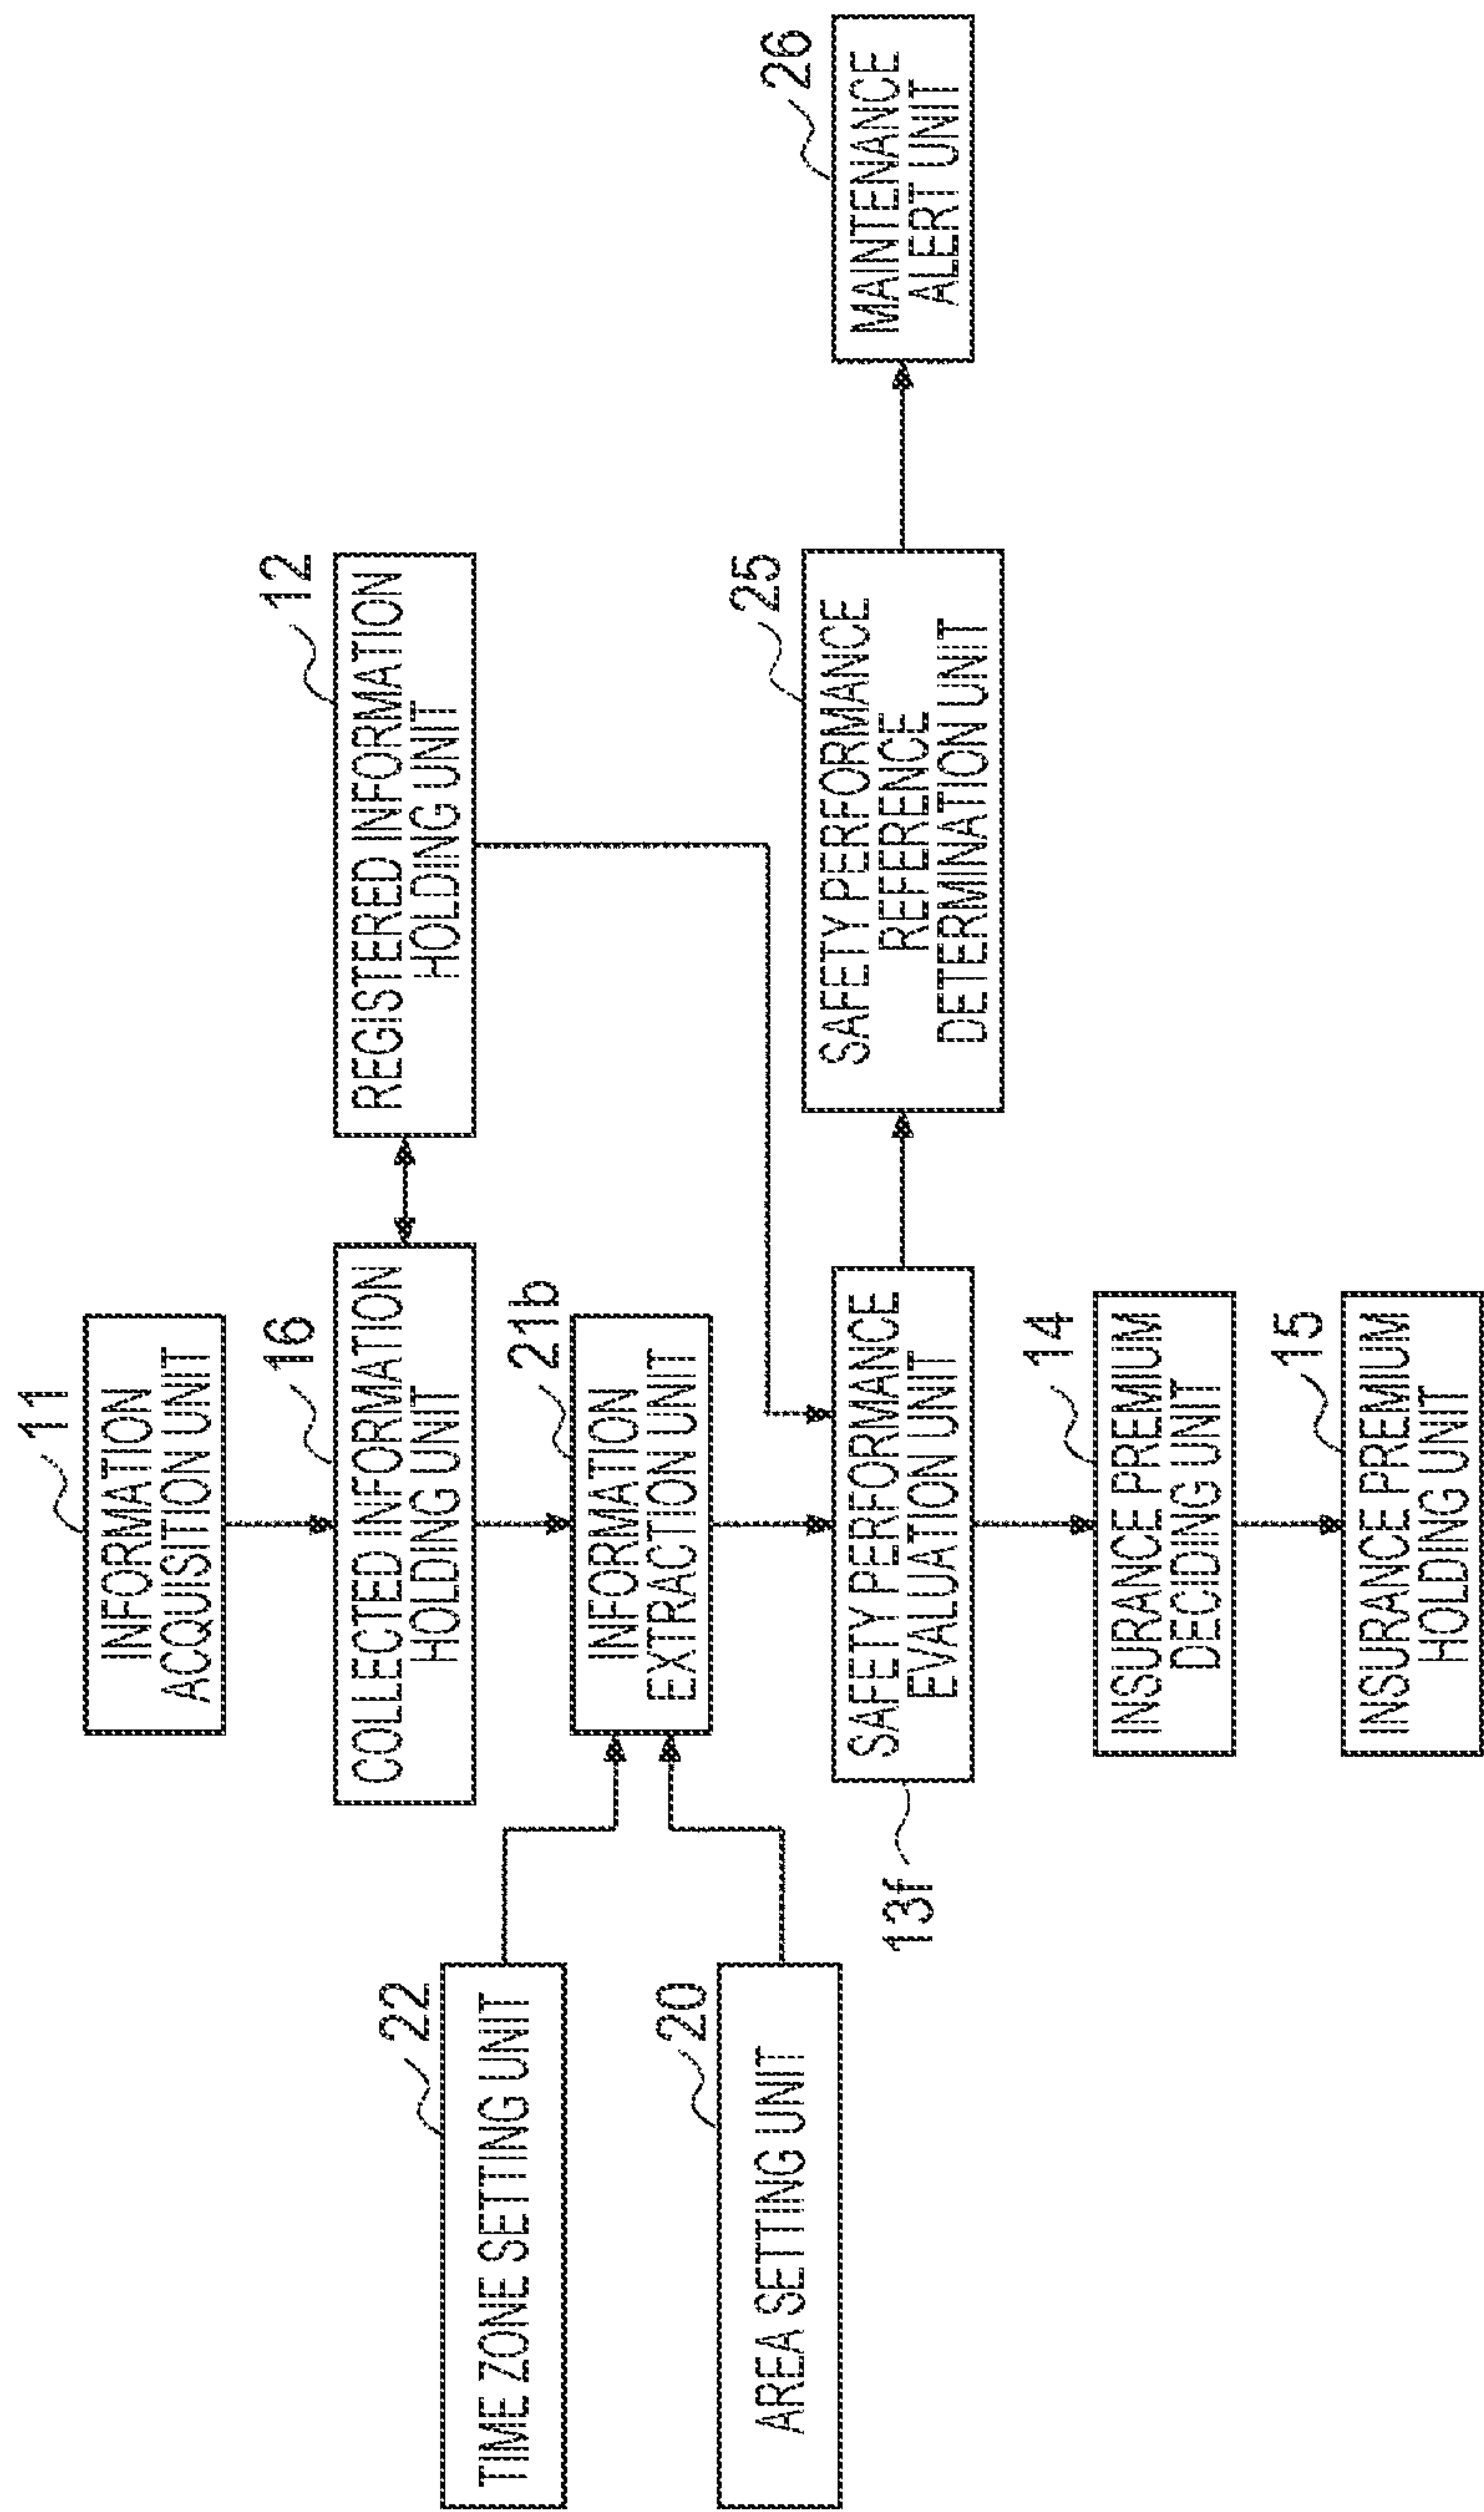 11
INFORMATION
ACQUISITION UNIT
16
COLLECTED INFORMATION
HOLDING UNIT
12
REGISTERED INFORMATION
HOLDING UNIT
22
TIME ZONE SETTING UNIT
21b
INFORMATION
EXTRACTION UNIT
20
AREA SETTING UNIT
13f
SAFETY PERFORMANCE
EVALUATION UNIT
25
SAFETY PERFORMANCE
REFERENCE
DETERMINATION UNIT
26
MAINTENANCE
ALERT UNIT
14
INSURANCE PREMIUM
DECIDING UNIT
15
INSURANCE PREMIUM
HOLDING UNIT